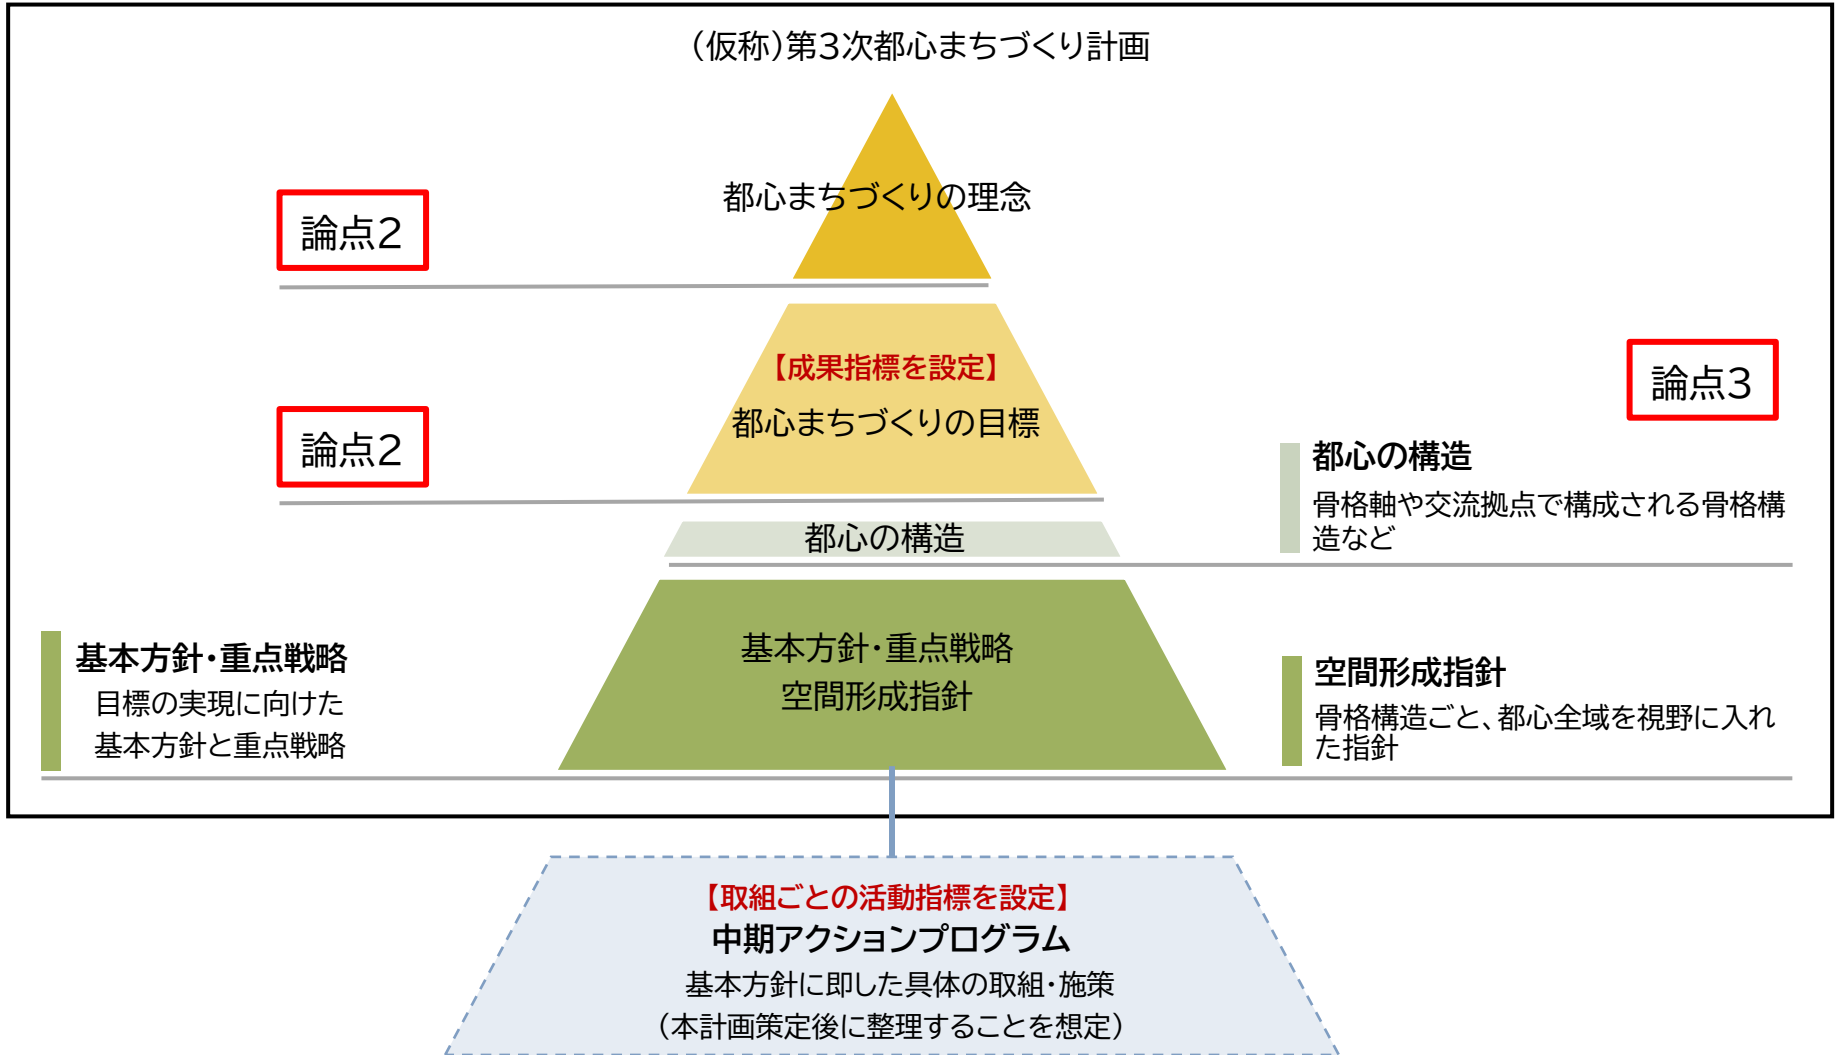 （仮称）第3次都心まちづくり計画
都心まちづくりの理念
論点2
【成果指標を設定】
都心まちづくりの目標
論点2
論点3
都心の構造
骨格軸や交流拠点で構成される骨格構
造など
都心の構造
基本方針・重点戦略
目標の実現に向けた
基本方針と重点戦略
基本方針・重点戦略
空間形成指針
空間形成指針
骨格構造ごと、都心全域を視野に入れ
た指針
【取組ごとの活動指標を設定】
中期アクションプログラム
基本方針に即した具体の取組・施策
（本計画策定後に整理することを想定）